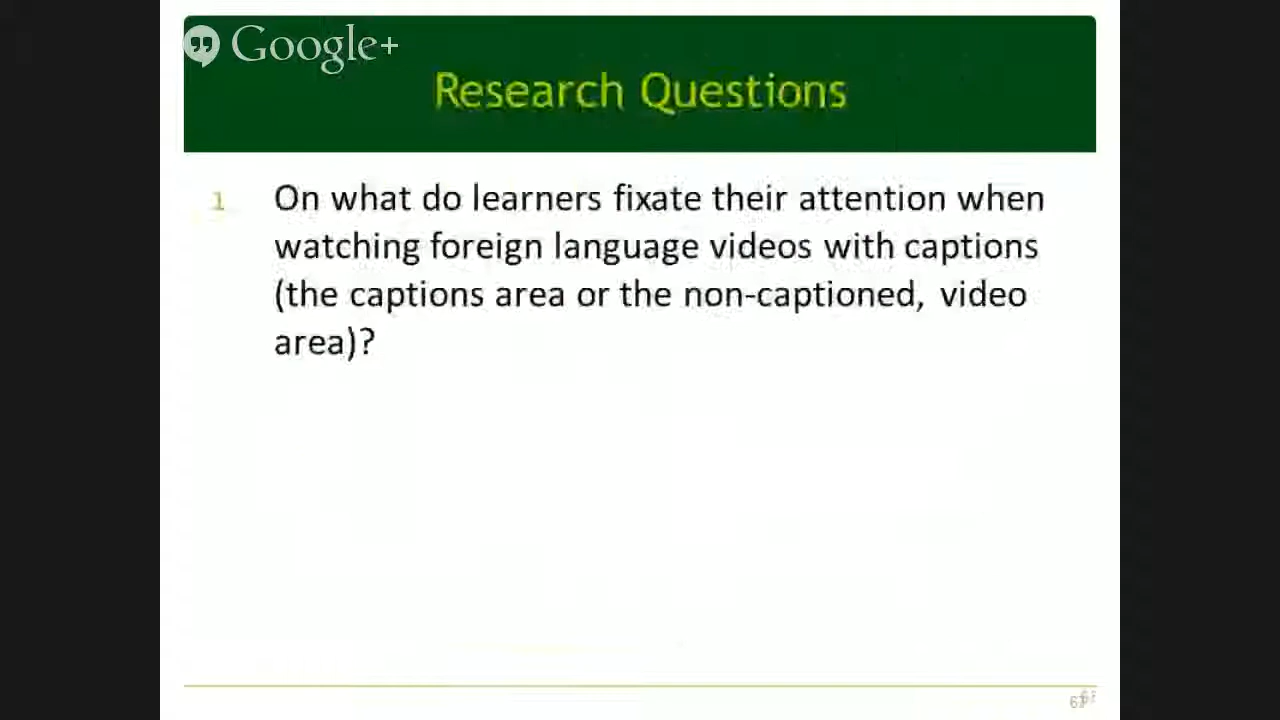 Google+
Research Questions
1 On what do learners fixate their attention when
watching foreign language videos with captions
(the captions area or the non-captioned, video
area)?